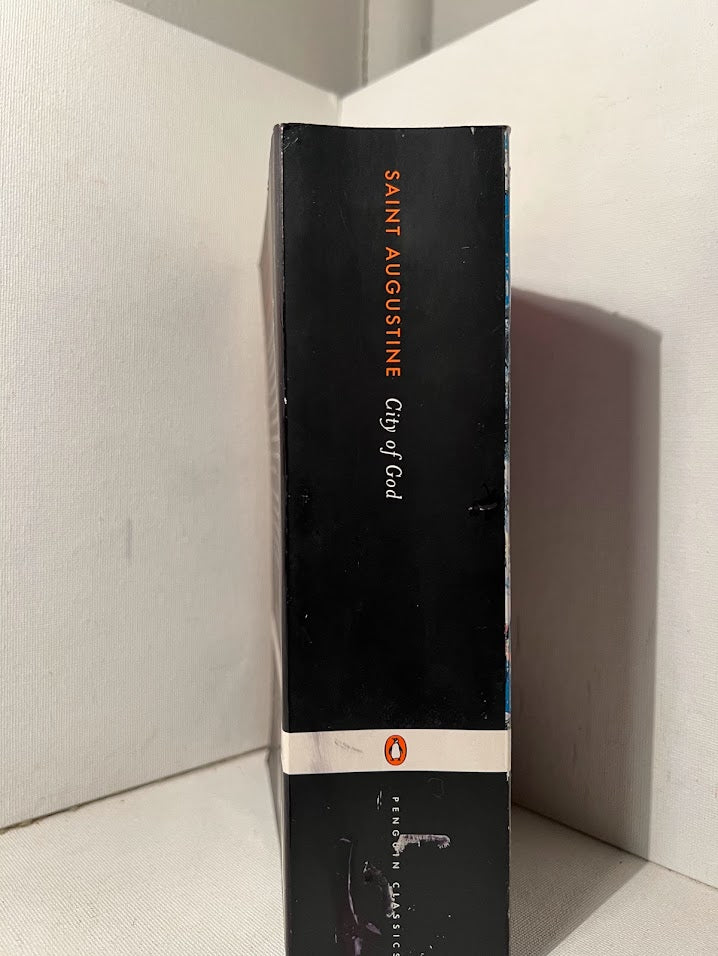 SAINT AUGUSTINE City of God
PENGUIN CLASSICS